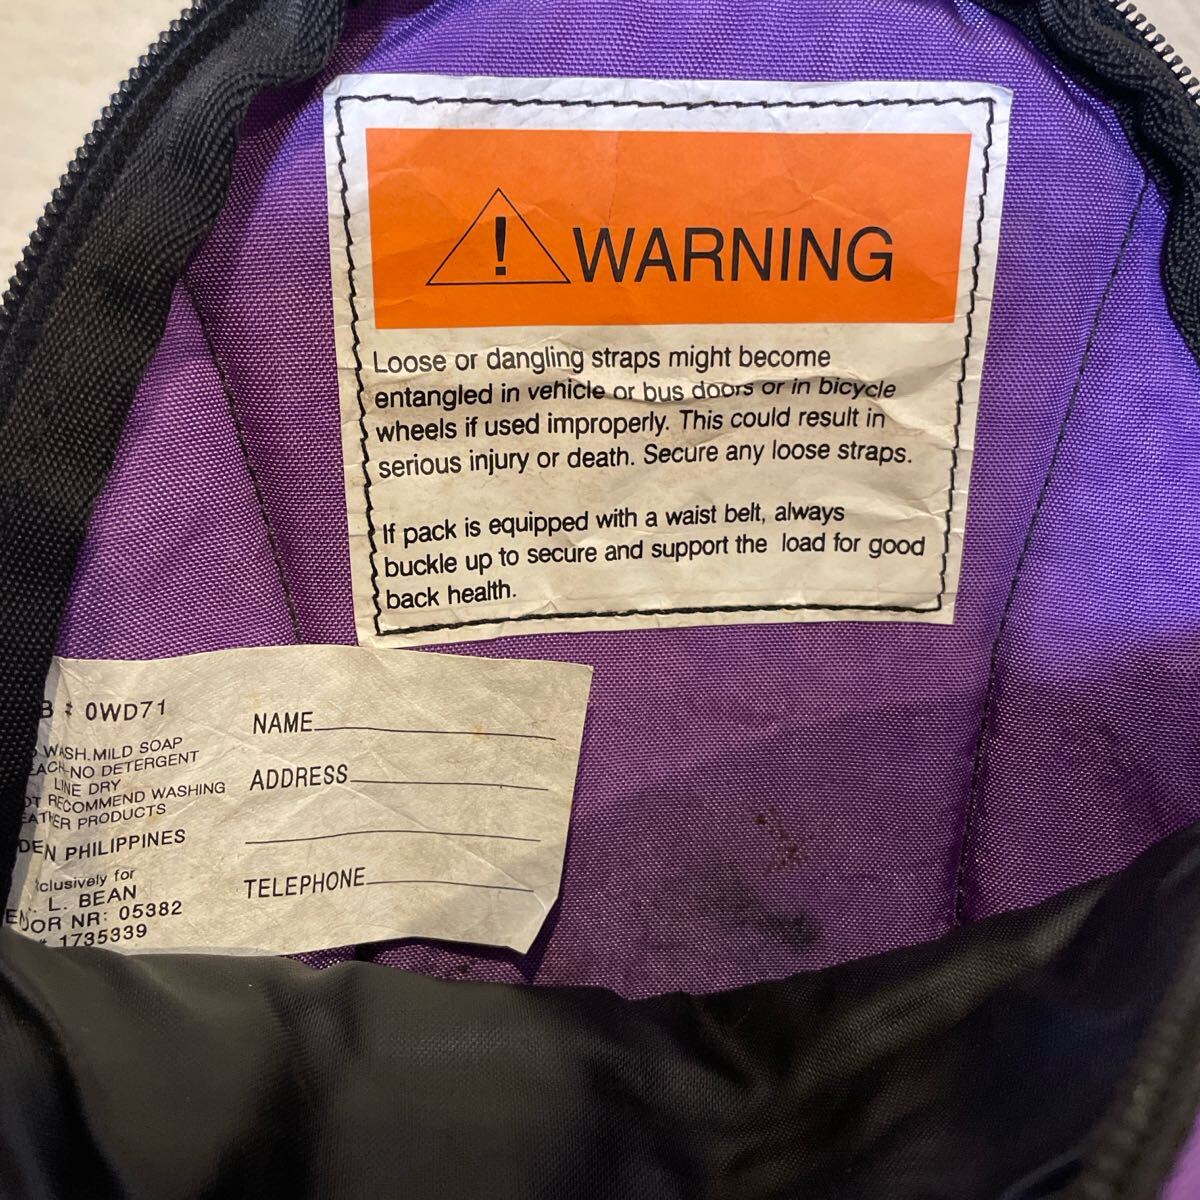 ! WARNING
Loose or dangling straps might become
entangled in vehicle or bus doors or in bicycle
wheels if used improperly. This could result in
serious injury or death. Secure any loose straps.
If pack is equipped with a waist belt, always
buckle up to secure and support the load for good
back health.
0WD71
WASH.MILD SOAP
NO DETERGENT
LINE DRY
RECOMMEND WASHING
PRODUCTS
PHILIPPINES
for
L. BEAN
NR: 05382
1735339
NAME
ADDRESS
TELEPHONE